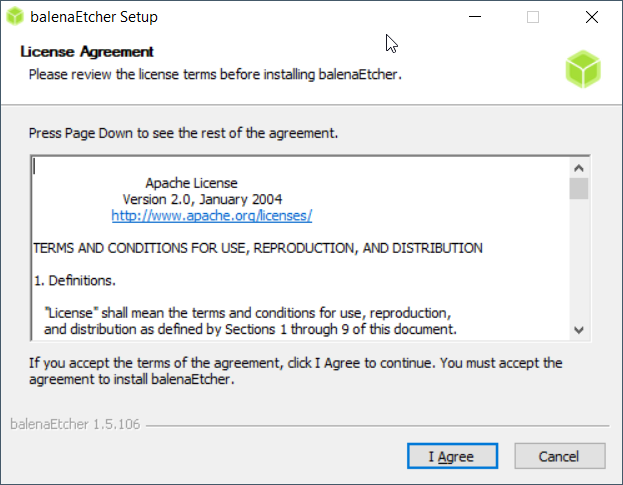 balenaEtcher Setup
License Agreement
Please review the license terms before installing balenaEtcher.
Press Page Down to see the rest of the agreement.
Apache License
Version 2.0, January 2004
http://www.apache.org/licenses/
TERMS AND CONDITIONS FOR USE, REPRODUCTION, AND DISTRIBUTION
1. Definitions.
"License" shall mean the terms and conditions for use, reproduction,
and distribution as defined by Sections 1 through 9 of this document.
If you accept the terms of the agreement, click I Agree to continue. You must accept the
agreement to install balenaEtcher.
balenaEtcher 1.5.106
I Agree
Cancel